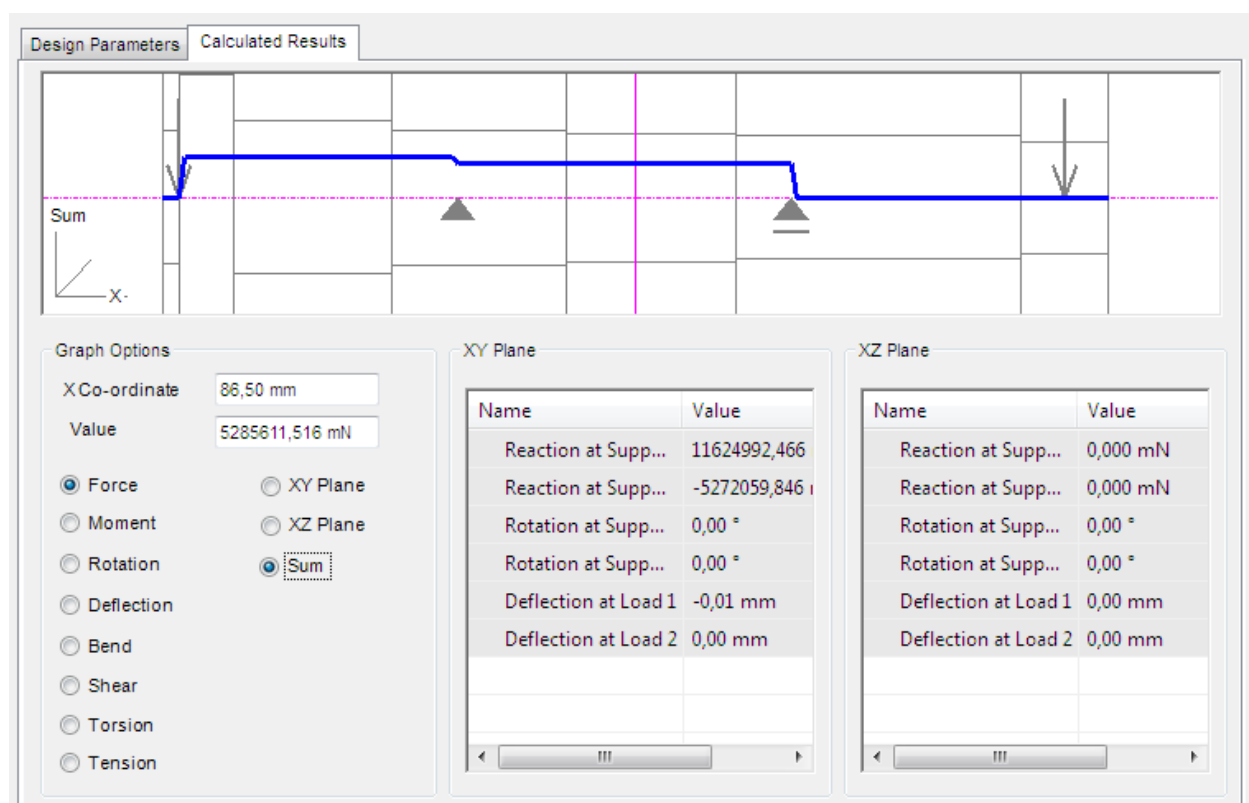 Design Parameters Calculated Results
Sum
X-
Graph Options
X Co-ordinate 86,50 mm
Value 5285611,516 mN
Force XY Plane
Moment XZ Plane
Rotation Sum
Deflection
Bend
Shear
Torsion
Tension
XY Plane
Name Value
Reaction at Supp... 11624992,466
Reaction at Supp... -5272059,846
Rotation at Supp... 0,00 °
Rotation at Supp... 0,00 °
Deflection at Load 1 -0,01 mm
Deflection at Load 2 0,00 mm
XZ Plane
Name Value
Reaction at Supp... 0,000 mN
Reaction at Supp... 0,000 mN
Rotation at Supp... 0,00 °
Rotation at Supp... 0,00 °
Deflection at Load 1 0,00 mm
Deflection at Load 2 0,00 mm